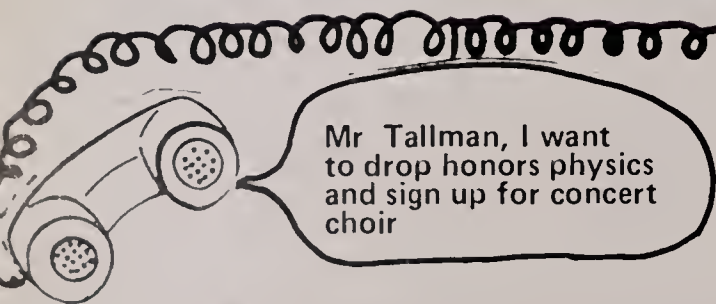 Mr Tallman, I want
to drop honors physics
and sign up for concert
choir